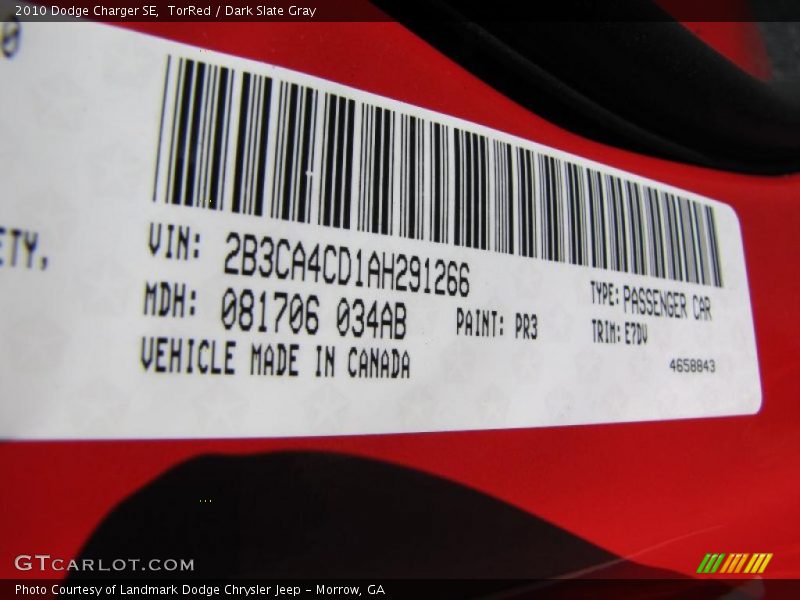 2010 Dodge Charger SE, TorRed / Dark Slate Gray
0
ETY,
VIN: 2B3CA4CD1AH291266
TYPE: PASSENGER CAR
MDH: 081706 034AB
PAINT: PR3
TRIM: E7DV
VEHICLE MADE IN CANADA
4658843
GTCARLOT.COM
Photo Courtesy of Landmark Dodge Chrysler Jeep - Morrow, GA